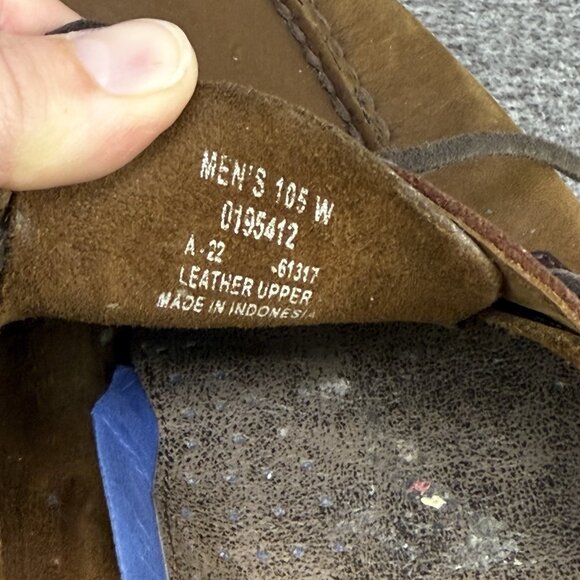 MEN'S 105 W
0195412
A-22 -61317
LEATHER UPPER
MADE IN INDONESIA